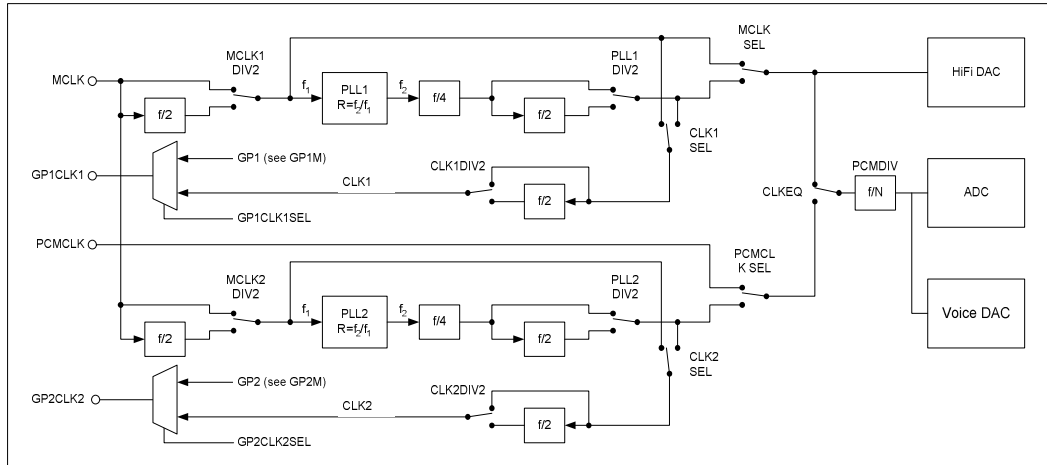 MCLK
SEL
MCLK1
DIV2
PLL1
DIV2
MCLK
f1
PLL1
R=f2/f1
f2
f/4
f/2
f/2
HiFi DAC
CLK1
SEL
GP1 (see GP1M)
CLK1DIV2
GP1CLK1
CLK1
f/2
GP1CLK1SEL
CLKEQ
PCMDIV
f/N
ADC
PCMCLK
PCMCL
K SEL
MCLK2
DIV2
PLL2
DIV2
f1
PLL2
R=f2/f1
f2
f/4
f/2
f/2
Voice DAC
CLK2
SEL
GP2 (see GP2M)
CLK2DIV2
GP2CLK2
CLK2
f/2
GP2CLK2SEL